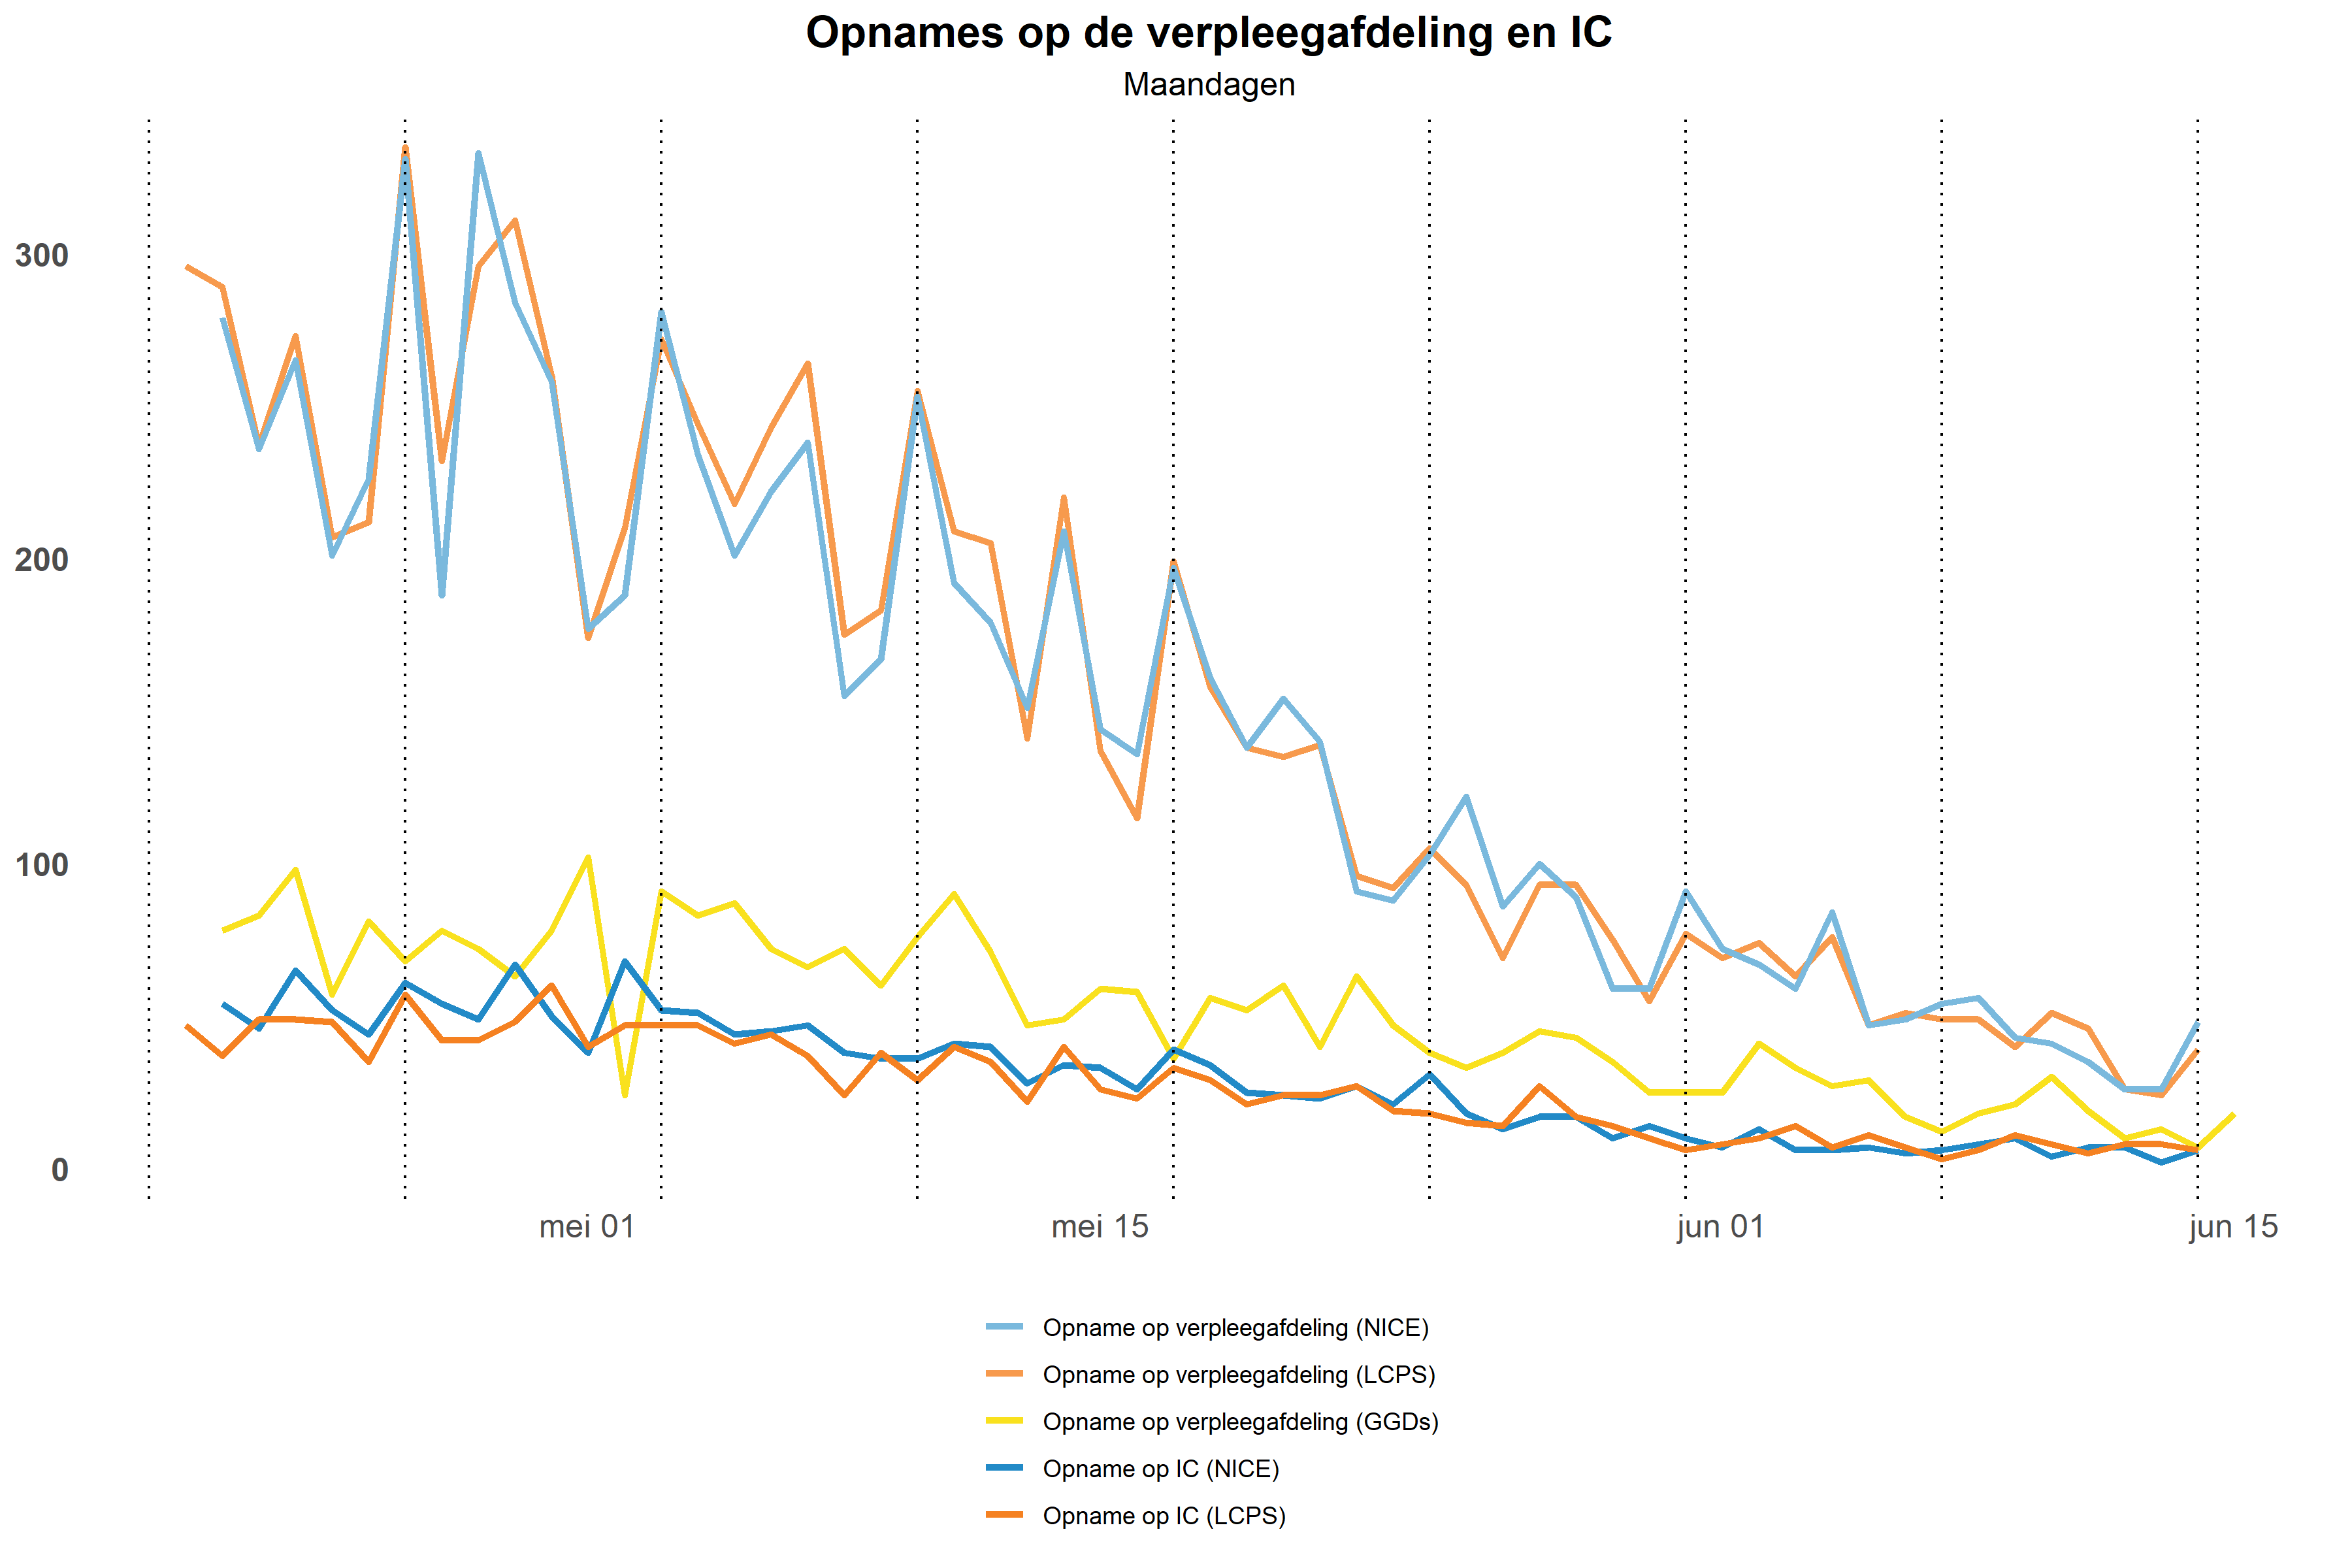 Opnames op de verpleegafdeling en IC
Maandagen
300
200
100
0
mei 01 mei 15 jun 01 jun 15
Opname op verpleegafdeling (NICE)
Opname op verpleegafdeling (LCPS)
Opname op verpleegafdeling (GGDs)
Opname op IC (NICE)
Opname op IC (LCPS)